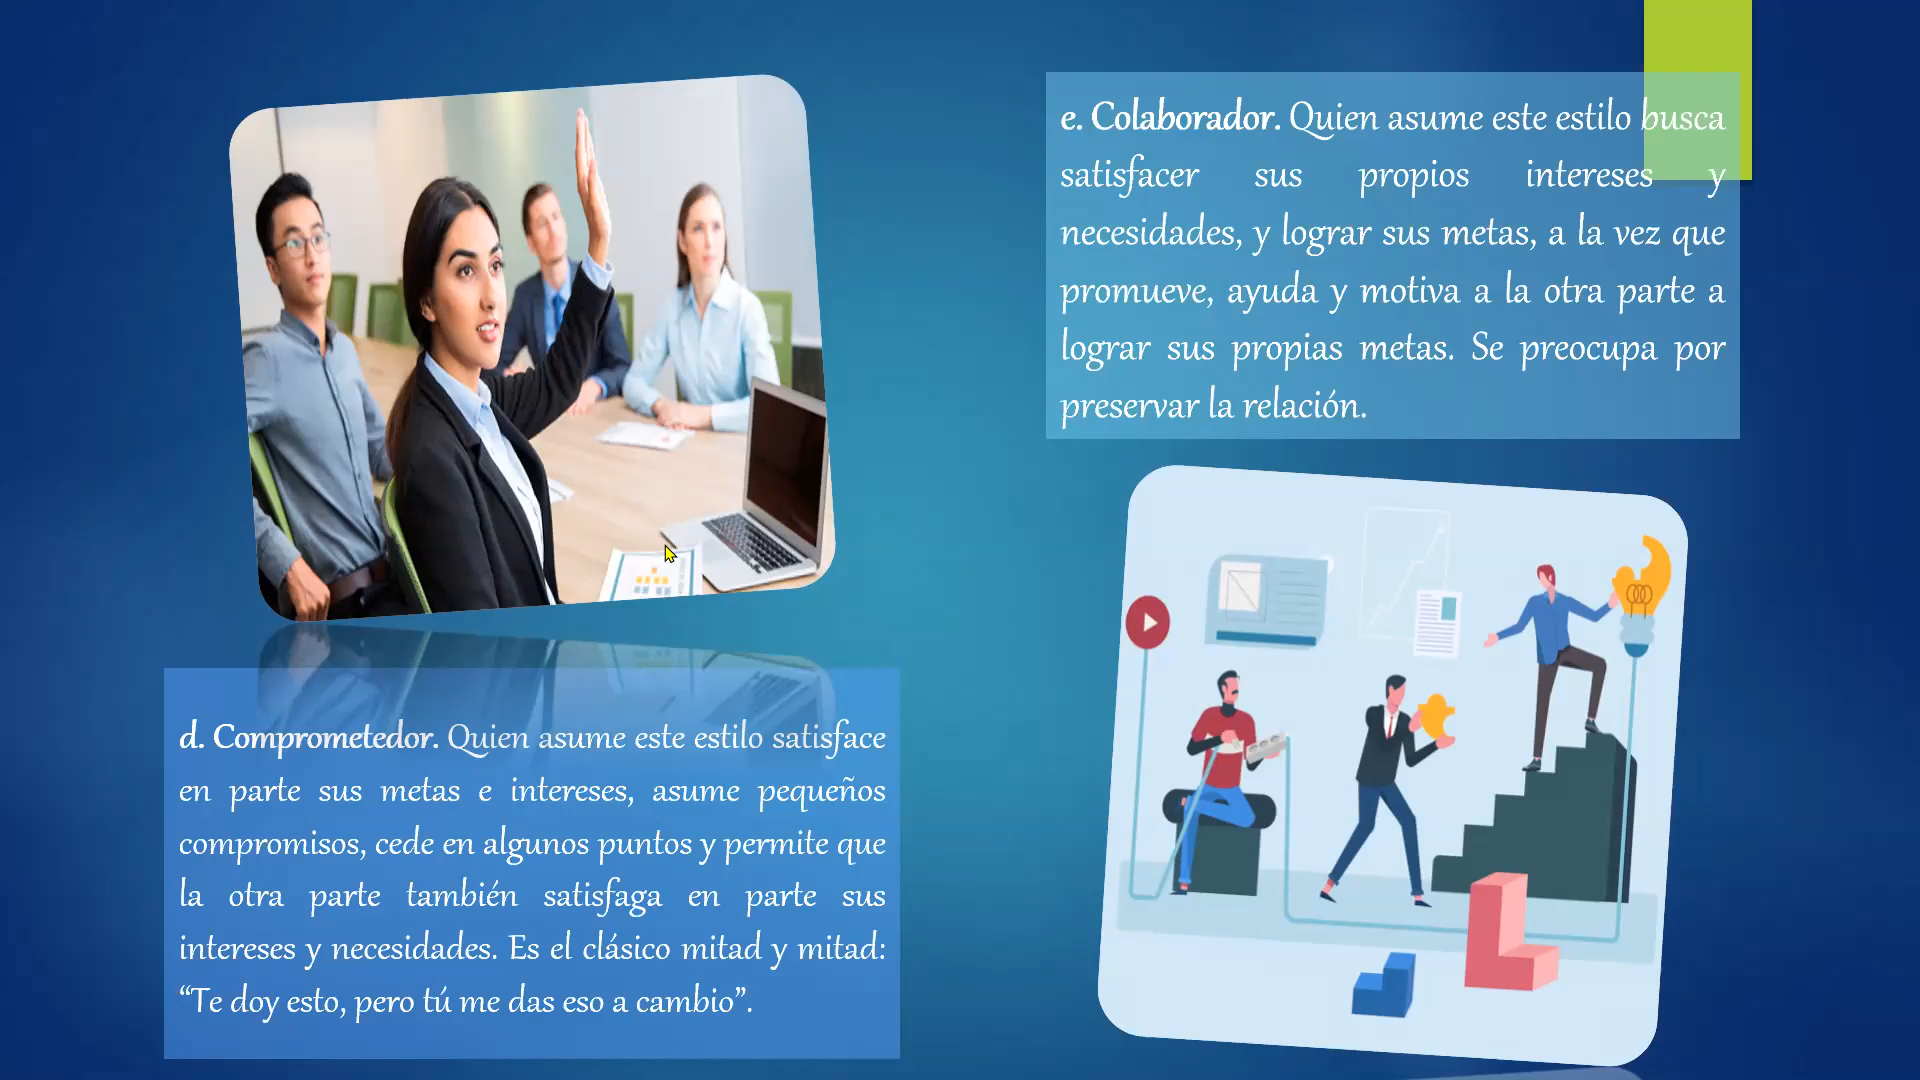 e. Colaborador. Quien asume este estilo busca
satisfacer sus propios intereses y
necesidades, y lograr sus metas, a la vez que
promueve, ayuda y motiva a la otra parte a
lograr sus propias metas. Se preocupa por
preservar la relación.
d. Comprometedor. Quien asume este estilo satisface
en parte sus metas e intereses, asume pequeños
compromisos, cede en algunos puntos y permite que
la otra parte también satisfaga en parte sus
intereses y necesidades. Es el clásico mitad y mitad:
“Te doy esto, pero tú me das eso a cambio”.